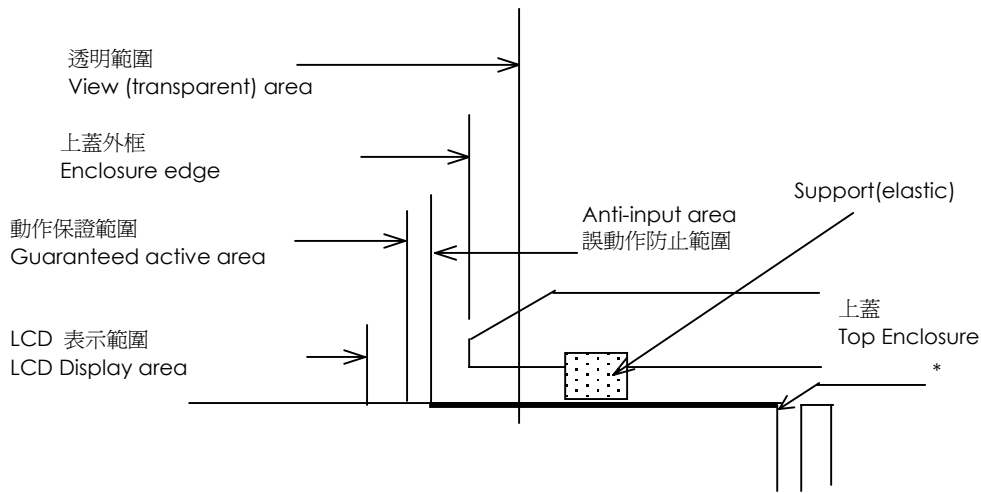 透明範圍
View (transparent) area
上蓋外框
Enclosure edge
Support(elastic)
Anti-input area
誤動作防止範圍
動作保證範圍
Guaranteed active area
上蓋
Top Enclosure
LCD 表示範圍
LCD Display area
*